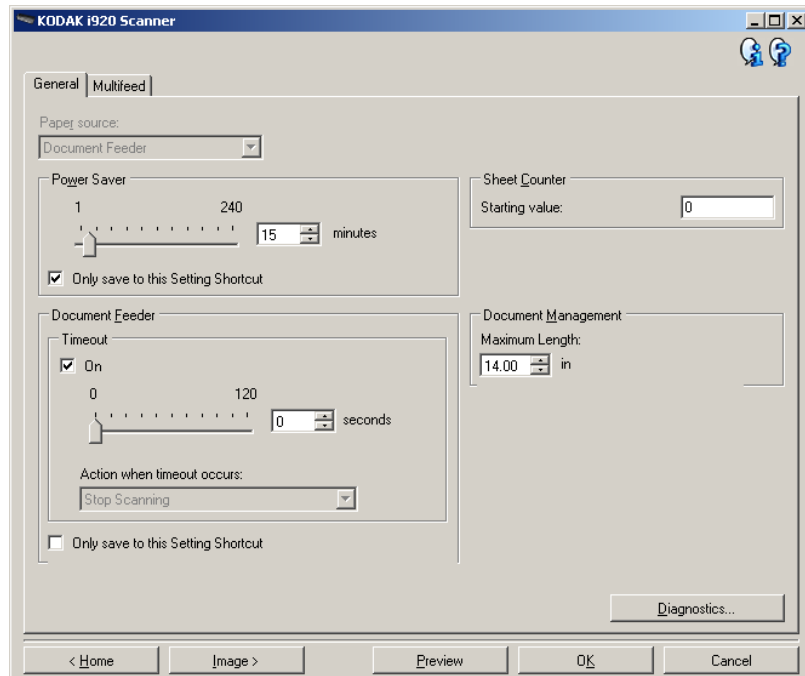 KODAK i920 Scanner
General Multifeed
Paper source:
Document Feeder
Power Saver
1 240
15 minutes
Only save to this Setting Shortcut
Sheet Counter
Starting value: 0
Document Feeder
Timeout
On
0 120
0 seconds
Action when timeout occurs:
Stop Scanning
Only save to this Setting Shortcut
Document Management
Maximum Length:
14.00 in
Diagnostics...
< Home Image > Preview OK Cancel